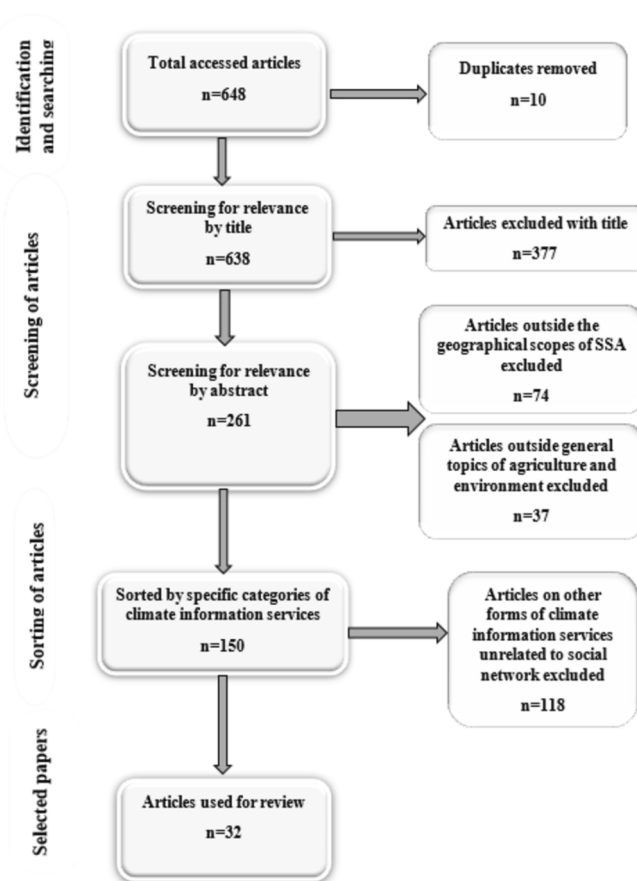 Identification
and searching
Total accessed articles
n=648
Duplicates removed
n=10
Screening of articles
Screening for relevance
by title
n=638
Articles excluded with title
n=377
Screening for relevance
by abstract
n=261
Articles outside the
geographical scopes of SSA
excluded
n=74
Articles outside general
topics of agriculture and
environment excluded
n=37
Sorting of articles
Sorted by specific categories of
climate information services
n=150
Articles on other
forms of climate
information services
unrelated to social
network excluded
n=118
Selected papers
Articles used for review
n=32